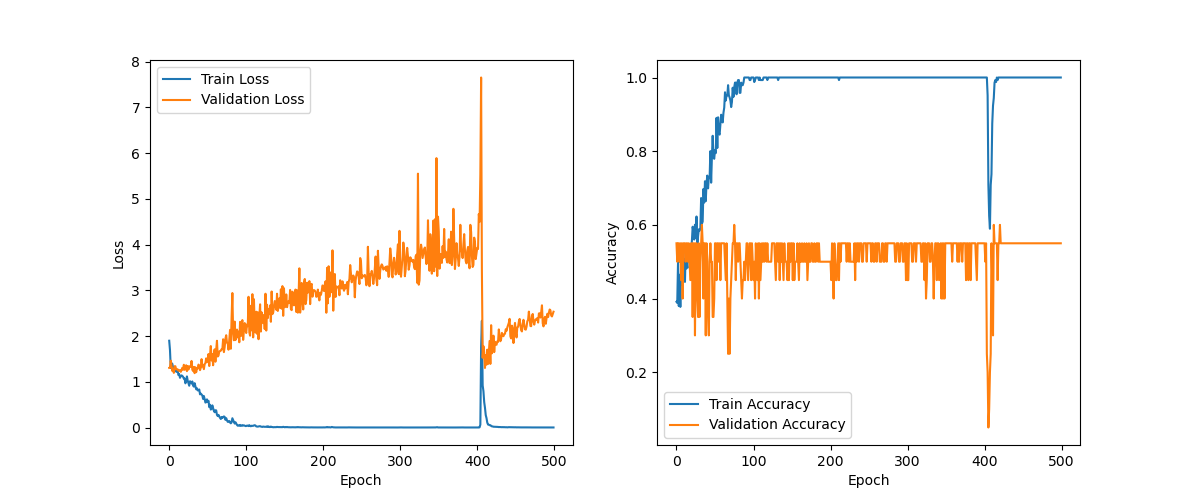 8
7
6
5
4
3
2
1
0
Loss
Train Loss
Validation Loss
0 100 200 300 400 500
Epoch
1.0
0.8
0.6
0.4
0.2
Accuracy
Train Accuracy
Validation Accuracy
0 100 200 300 400 500
Epoch